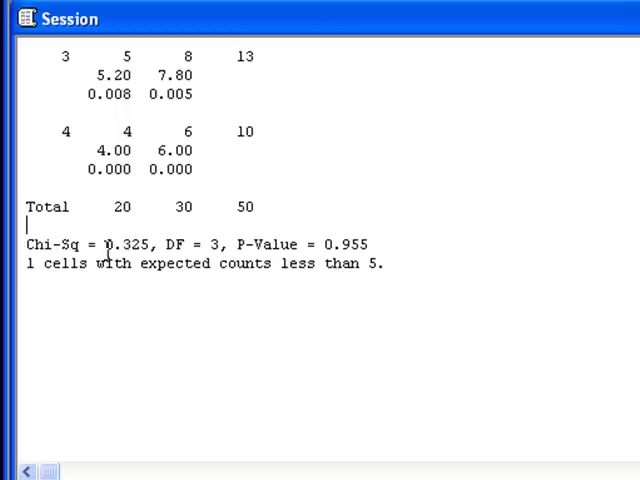 Session
3 5 8 13
5.20 7.80
0.008 0.005
4 4 6 10
4.00 6.00
0.000 0.000
Total 20 30 50
Chi-Sq = 0.325, DF = 3, P-Value = 0.955
1 cells with expected counts less than 5.